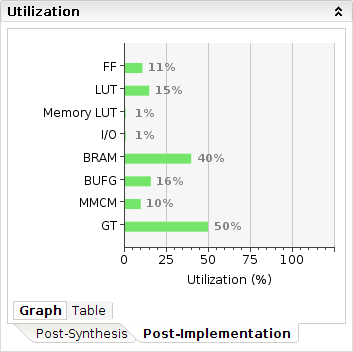 Utilization
FF 11%
LUT 15%
Memory LUT 1%
I/O 1%
BRAM 40%
BUFG 16%
MMCM 10%
GT 50%
0 25 50 75 100
Utilization (%)
Graph Table
Post-Synthesis Post-Implementation